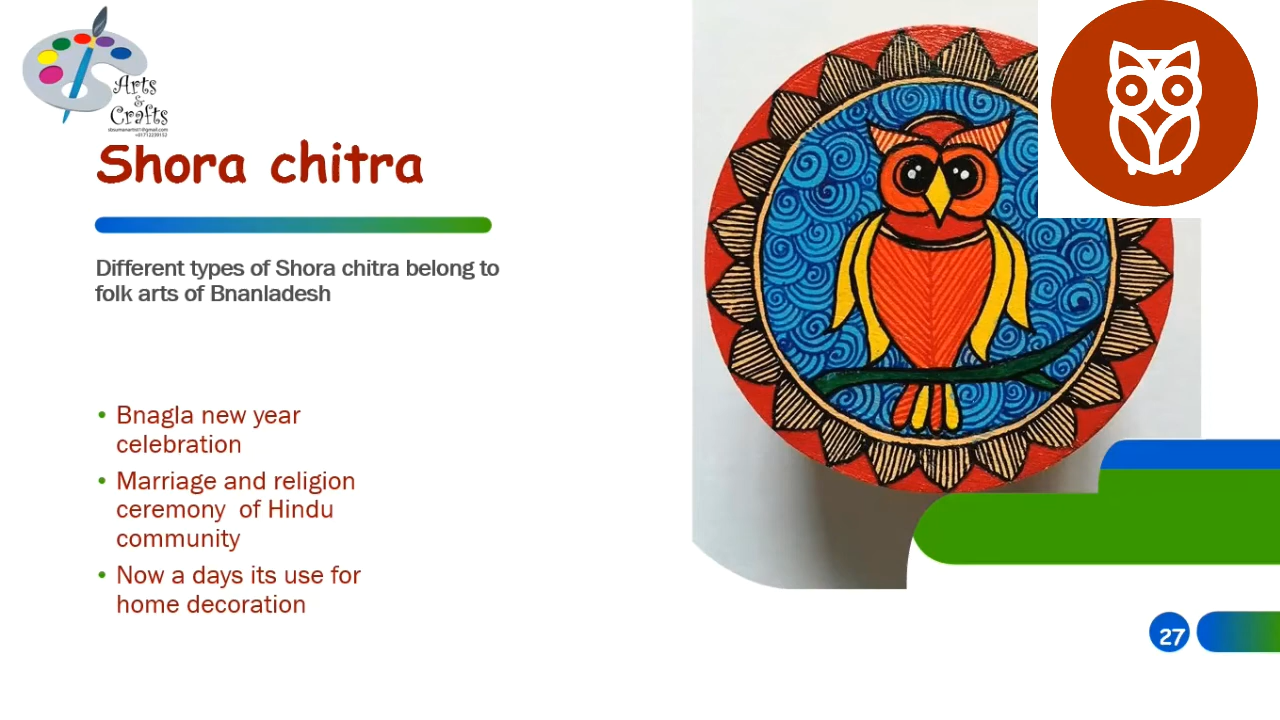 Arts
&
Crafts
Shora chitra
Different types of Shora chitra belong to
folk arts of Bnanladesh
• Bnagla new year
celebration
• Marriage and religion
ceremony  of Hindu
community
• Now a days its use for
home decoration
27